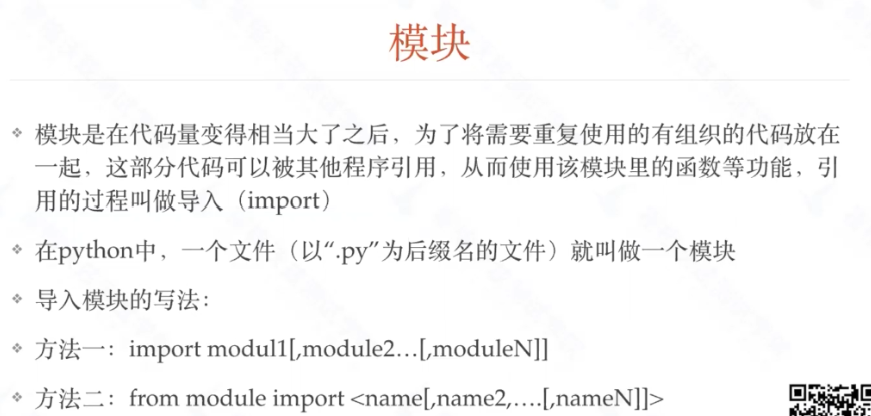 模块
❖ 模块是在代码量变得相当大了之后，为了将需要重复使用的有组织的代码放在
一起，这部分代码可以被其他程序引用，从而使用该模块里的函数等功能，引
用的过程叫做导入（import）
❖ 在python中，一个文件（以“.py”为后缀名的文件）就叫做一个模块
❖ 导入模块的写法：
❖ 方法一：import modul1[,module2…[,moduleN]]
❖ 方法二：from module import <name[,name2,….[,nameN]]>